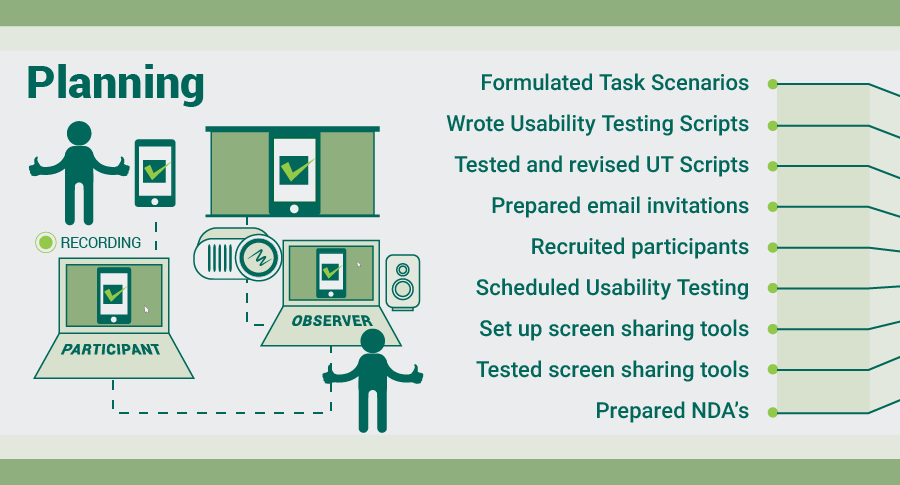 Planning
RECORDING
PARTICIPANT
OBSERVER
Formulated Task Scenarios
Wrote Usability Testing Scripts
Tested and revised UT Scripts
Prepared email invitations
Recruited participants
Scheduled Usability Testing
Set up screen sharing tools
Tested screen sharing tools
Prepared NDA's